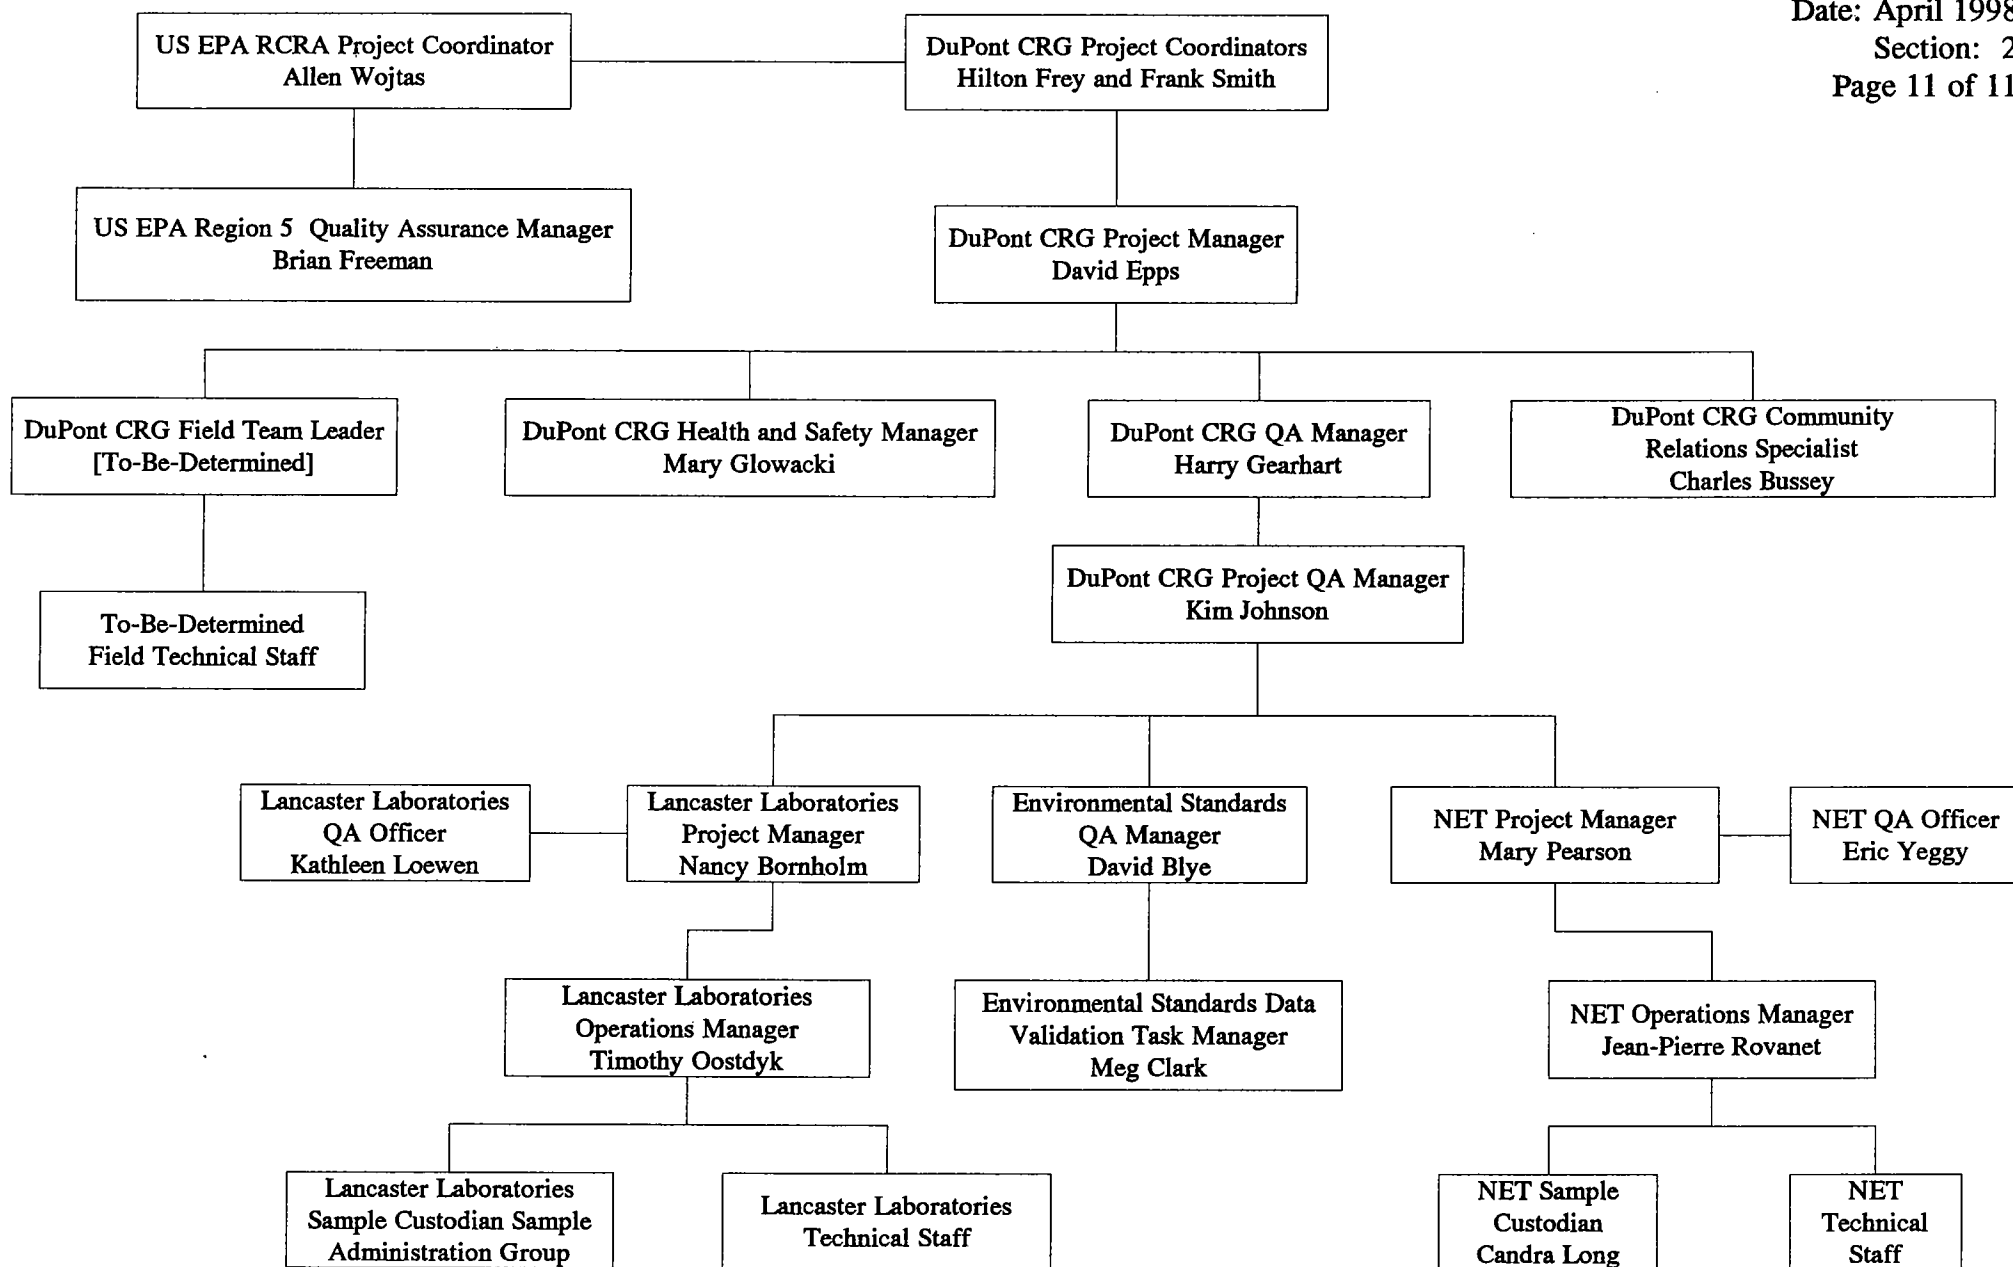 Date: April 1998
Section: 2
Page 11 of 11
US EPA RCRA Project Coordinator
Allen Wojtas
DuPont CRG Project Coordinators
Hilton Frey and Frank Smith
US EPA Region 5 Quality Assurance Manager
Brian Freeman
DuPont CRG Project Manager
David Epps
DuPont CRG Field Team Leader
[To-Be-Determined]
DuPont CRG Health and Safety Manager
Mary Glowacki
DuPont CRG QA Manager
Harry Gearhart
DuPont CRG Community
Relations Specialist
Charles Bussey
DuPont CRG Project QA Manager
Kim Johnson
To-Be-Determined
Field Technical Staff
Lancaster Laboratories
QA Officer
Kathleen Loewen
Lancaster Laboratories
Project Manager
Nancy Bornholm
Environmental Standards
QA Manager
David Blye
NET Project Manager
Mary Pearson
NET QA Officer
Eric Yeggy
Lancaster Laboratories
Operations Manager
Timothy Oostdyk
Environmental Standards Data
Validation Task Manager
Meg Clark
NET Operations Manager
Jean-Pierre Rovanet
Lancaster Laboratories
Sample Custodian Sample
Administration Group
Lancaster Laboratories
Technical Staff
NET Sample
Custodian
Candra Long
NET
Technical
Staff